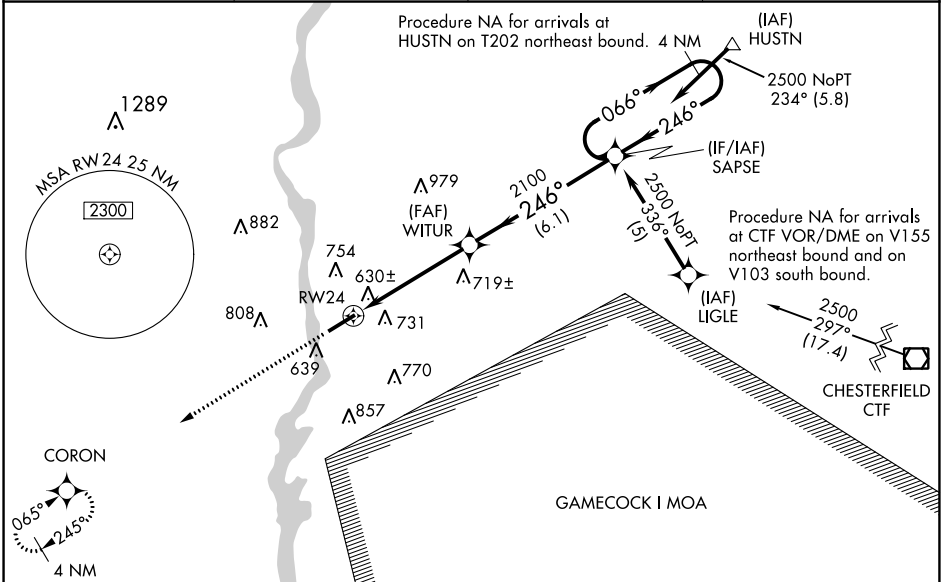 Procedure NA for arrivals at
HUSTN on T202 northeast bound.
4 NM
(IAF)
HUSTN
2500 NoPT
234° (5.8)
066°
246°
1289
MSA RW24 25 NM
2300
(IF/IAF)
SAPSE
979
2100
246°
(6.1)
(FAF)
WITUR
2500 NoPT
336°
(5)
Procedure NA for arrivals
at CTF VOR/DME on V155
northeast bound and on
V103 south bound.
882
754
630±
719±
RW24
(IAF)
LIGLE
808
731
2500
297°
(17.4)
639
770
CHESTERFIELD
CTF
857
CORON
065°
245°
4 NM
GAMECOCK I MOA